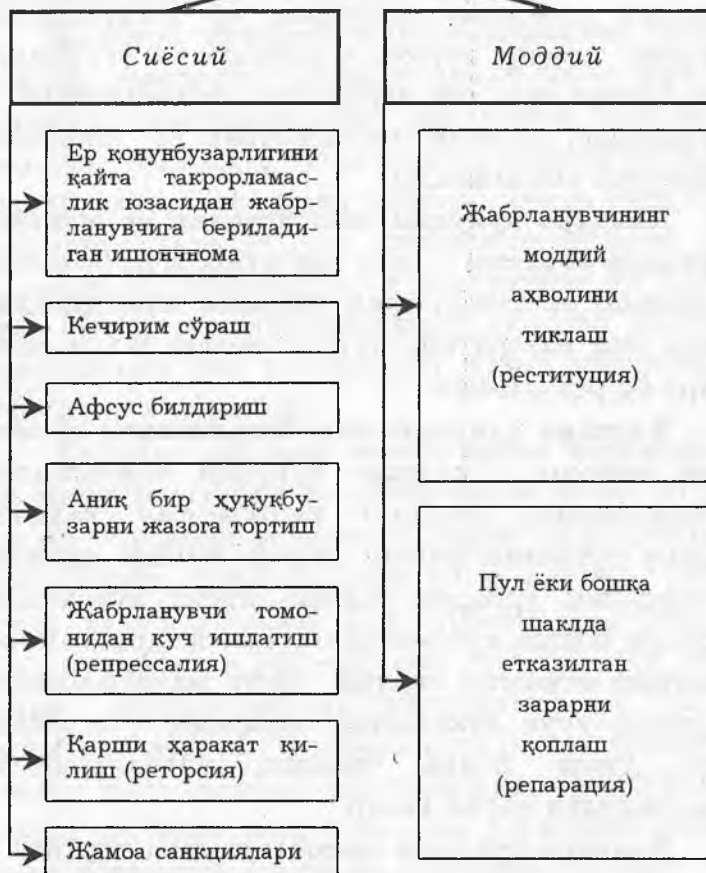 Сиёсий
Ер қонунбузарлигини
қайта такрорламас-
лик юзасидан жабр-
ланувчига берилади-
ган ишончнома
Кечирим сўраш
Афсус билдириш
Аниқ бир ҳуқуқбу-
зарни жазога тортиш
Жабрланувчи томо-
нидан куч ишлатиш
(репрессалия)
Қарши ҳаракат қи-
лиш (реторсия)
Жамоа санкциялари
Моддий
Жабрланувчининг
моддий
аҳволини
тиклаш
(реституция)
Пул ёки бошқа
шаклда
етказилган
зарарни
қоплаш
(репарация)